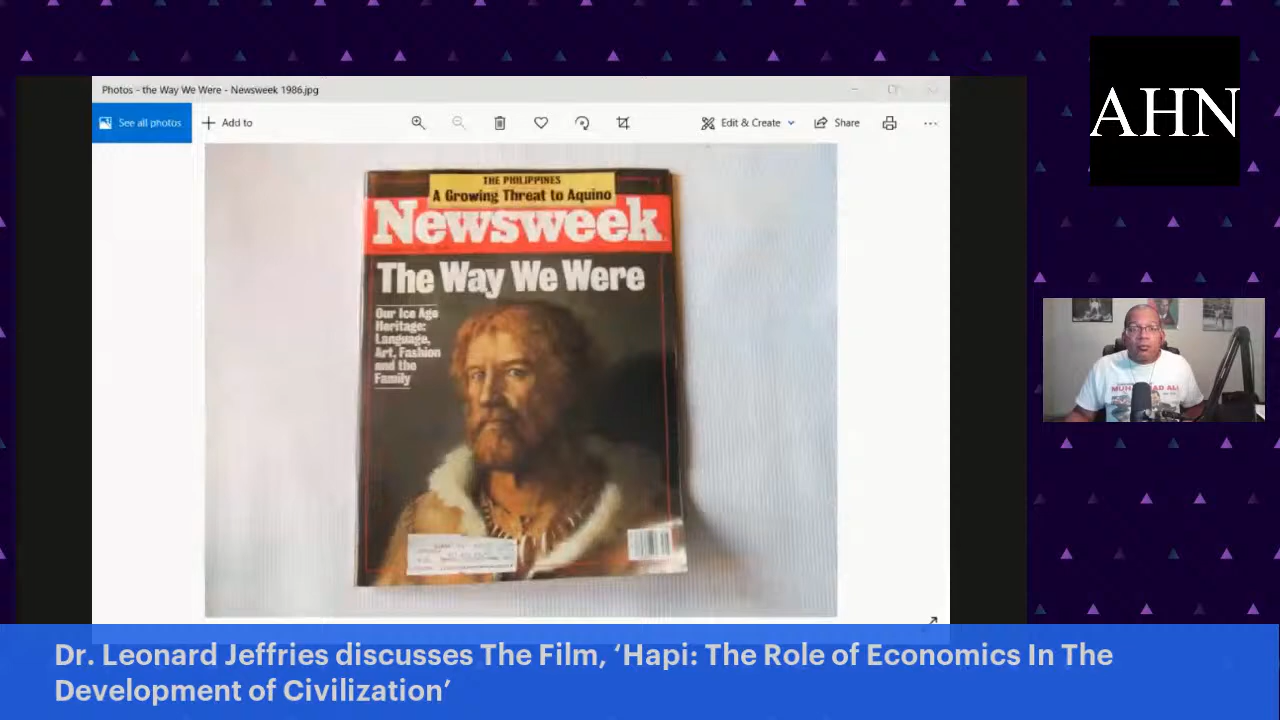 Photos - the Way We Were - Newsweek 1986.jpg
See all photos
Add to
Edit & Create
Share
AHN
THE PHILIPPINES
A Growing Threat to Aquino
Newsweek
The Way We Were
Our Ice Age
Heritage:
Language,
Art, Fashion
and the
Family
MUHAMMAD ALI
Dr. Leonard Jeffries discusses The Film, ‘Hapi: The Role of Economics In The
Development of Civilization’